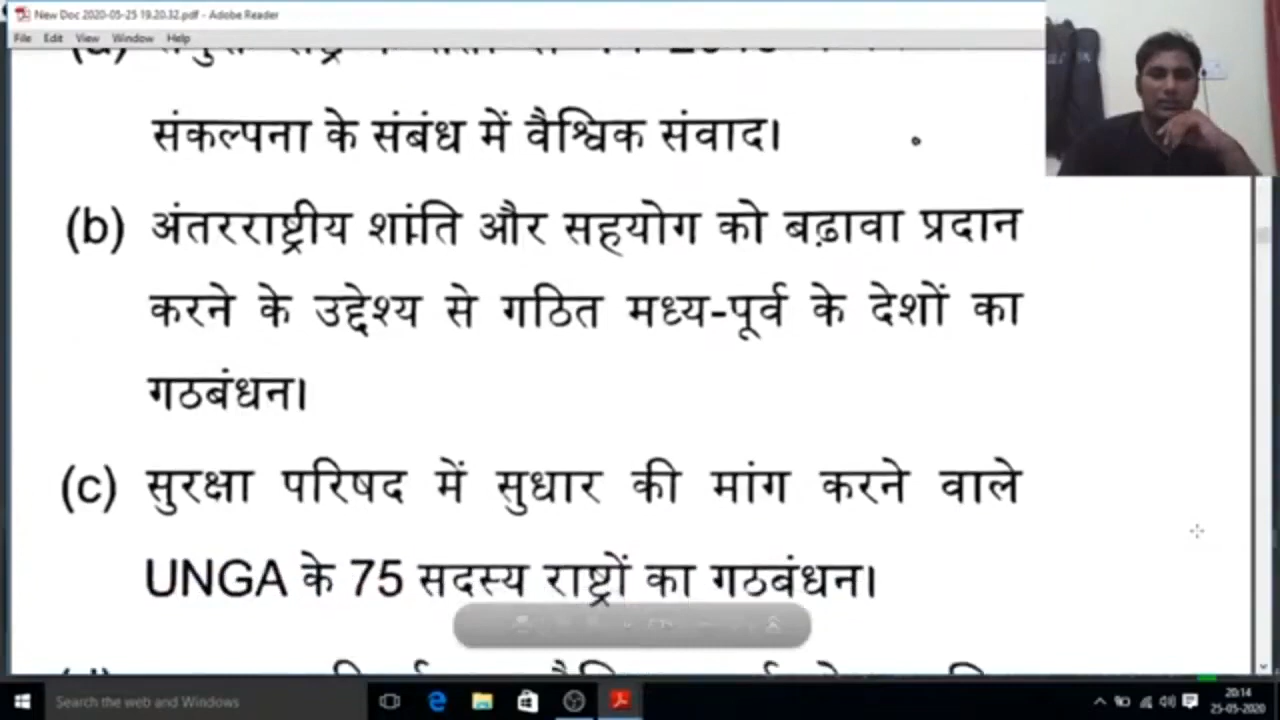 New Doc 2020-05-25 19.20.32.pdf - Adobe Reader
File Edit View Window Help
संकल्पना के संबंध में वैश्विक संवाद।
(b) अंतरराष्ट्रीय शांति और सहयोग को बढ़ावा प्रदान
करने के उद्देश्य से गठित मध्य-पूर्व के देशों का
गठबंधन।
(c) सुरक्षा परिषद में सुधार की मांग करने वाले
UNGA के 75 सदस्य राष्ट्रों का गठबंधन।
Search the web and Windows
20:14
25-05-2020